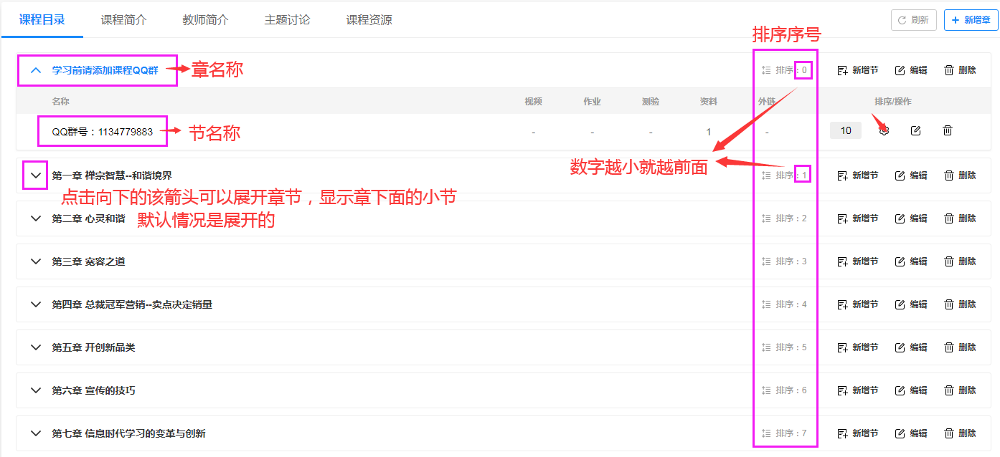 课程目录 课程简介 教师简介 主题讨论 课程资源 刷新 + 新增章
排序序号
学习前请添加课程QQ群 章名称 排序：0 新增节 编辑 删除
名称 视频 作业 测验 资料 外链 排序/操作
QQ群号：1134779883 节名称 - - - 1 - 10
数字越小就越前面
第一章 禅宗智慧--和谐境界 排序：1 新增节 编辑 删除
点击向下的该箭头可以展开章节，显示章下面的小节
默认情况是展开的
第二章 心灵和谐 排序：2 新增节 编辑 删除
第三章 宽容之道 排序：3 新增节 编辑 删除
第四章 总裁冠军营销--卖点决定销量 排序：4 新增节 编辑 删除
第五章 开创新品类 排序：5 新增节 编辑 删除
第六章 宣传的技巧 排序：6 新增节 编辑 删除
第七章 信息时代学习的变革与创新 排序：7 新增节 编辑 删除